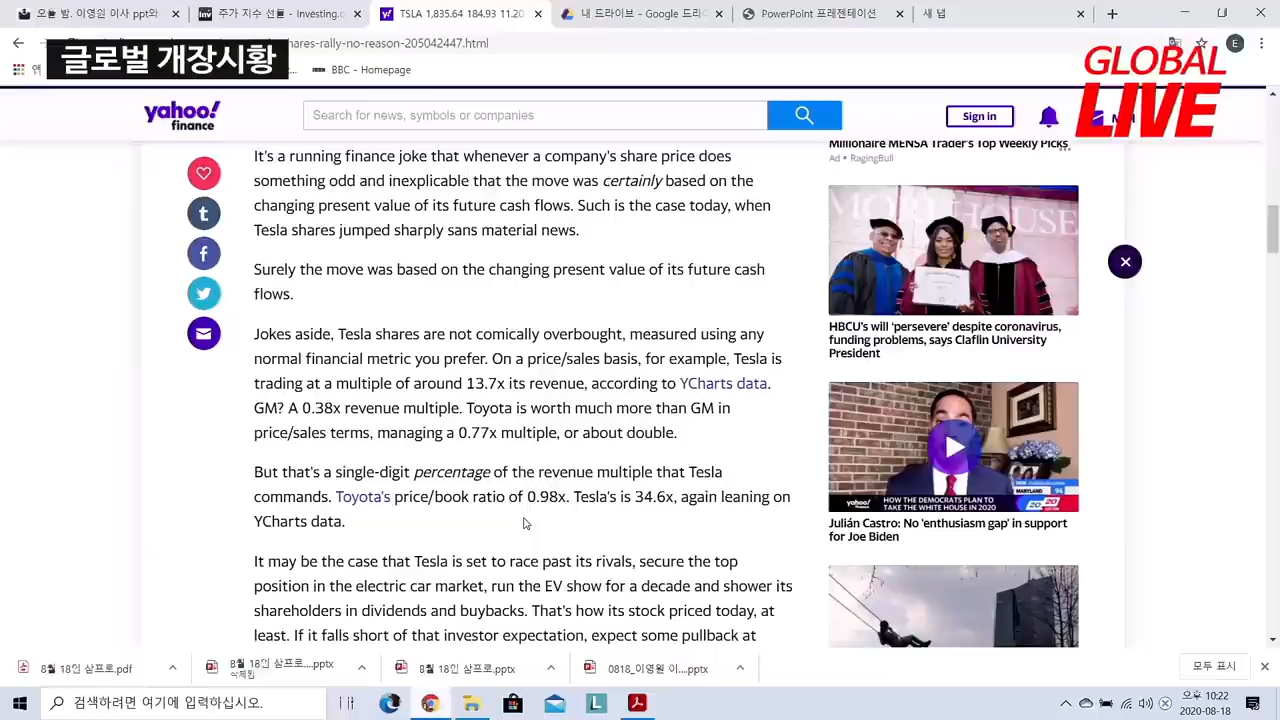 이영원 이사.pptx
Inv 주가 지수 선
Investing.c
TSLA 1,835.64 184.93 11.20
내 드라이브 - Google 드라
PowerPoint 프레젠테이션
새 탭
글로벌 개장시황
hares-rally-no-reason-205042447.html
E
BBC - Homepage
GLOBAL
LIVE
yahoo!
finance
Search for news, symbols or companies
Sign in
It's a running finance joke that whenever a company's share price does
something odd and inexplicable that the move was certainly based on the
changing present value of its future cash flows. Such is the case today, when
Tesla shares jumped sharply sans material news.
Surely the move was based on the changing present value of its future cash
flows.
Jokes aside, Tesla shares are not comically overbought, measured using any
normal financial metric you prefer. On a price/sales basis, for example, Tesla is
trading at a multiple of around 13.7x its revenue, according to YCharts data.
GM? A 0.38x revenue multiple. Toyota is worth much more than GM in
price/sales terms, managing a 0.77x multiple, or about double.
But that's a single-digit percentage of the revenue multiple that Tesla
commands. Toyota's price/book ratio of 0.98x. Tesla's is 34.6x, again leaning on
YCharts data.
It may be the case that Tesla is set to race past its rivals, secure the top
position in the electric car market, run the EV show for a decade and shower its
shareholders in dividends and buybacks. That's how its stock priced today, at
least. If it falls short of that investor expectation, expect some pullback at
Millionaire MENSA Trader's Top Weekly Picks
Ad • RagingBull
HBCU's will 'persevere' despite coronavirus,
funding problems, says Claflin University
President
MARYLAND 94
yahoo!
finance
HOW THE DEMOCRATS PLAN TO
TAKE THE WHITE HOUSE IN 2020
Julián Castro: No 'enthusiasm gap' in support
for Joe Biden
8월 18일 삼프로.pdf
8월 18일 삼프로....pptx
삭제됨
8월 18일 삼프로.pptx
0818_이영원 이....pptx
모두 표시
검색하려면 여기에 입력하십시오.
L
오후 10:22
2020-08-18